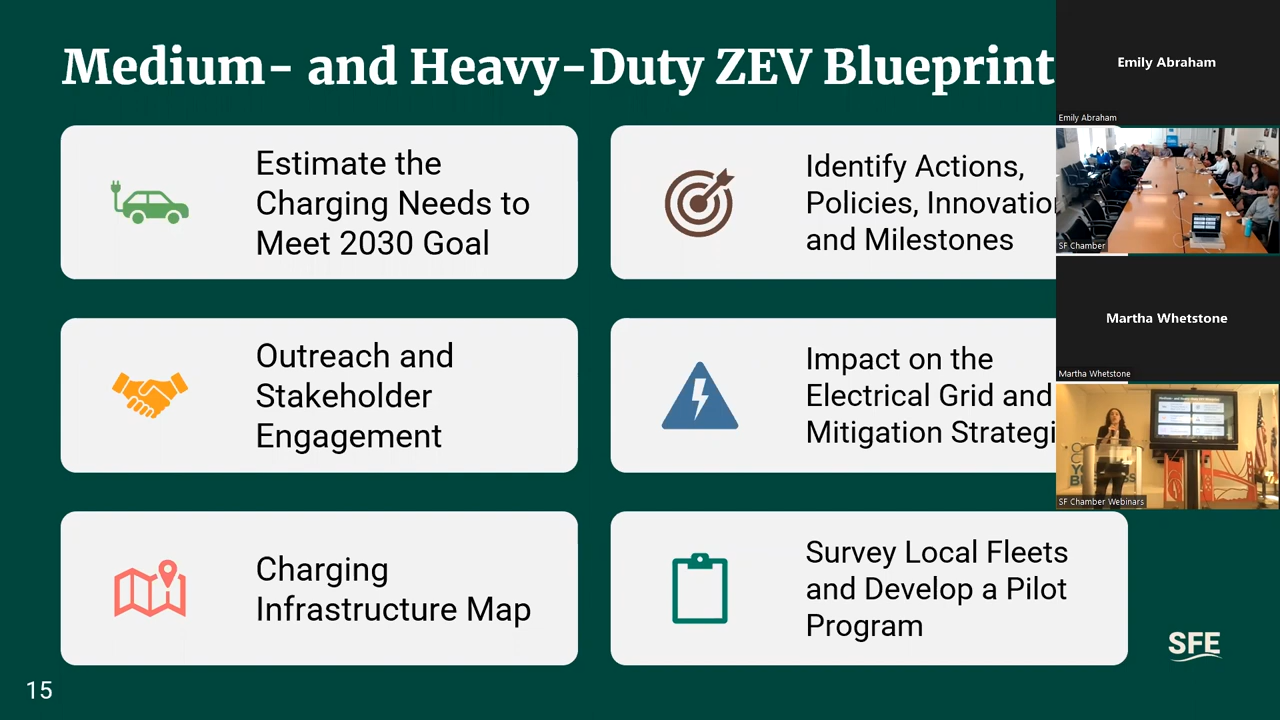 Medium- and Heavy-Duty ZEV Blueprint
Estimate the
Charging Needs to
Meet 2030 Goal
Identify Actions,
Policies, Innovation
and Milestones
Outreach and
Stakeholder
Engagement
Impact on the
Electrical Grid and
Mitigation Strategi
Charging
Infrastructure Map
Survey Local Fleets
and Develop a Pilot
Program
SFE
15
Emily Abraham
Emily Abraham
SF Chamber
Martha Whetstone
Martha Whetstone
SF Chamber Webinars